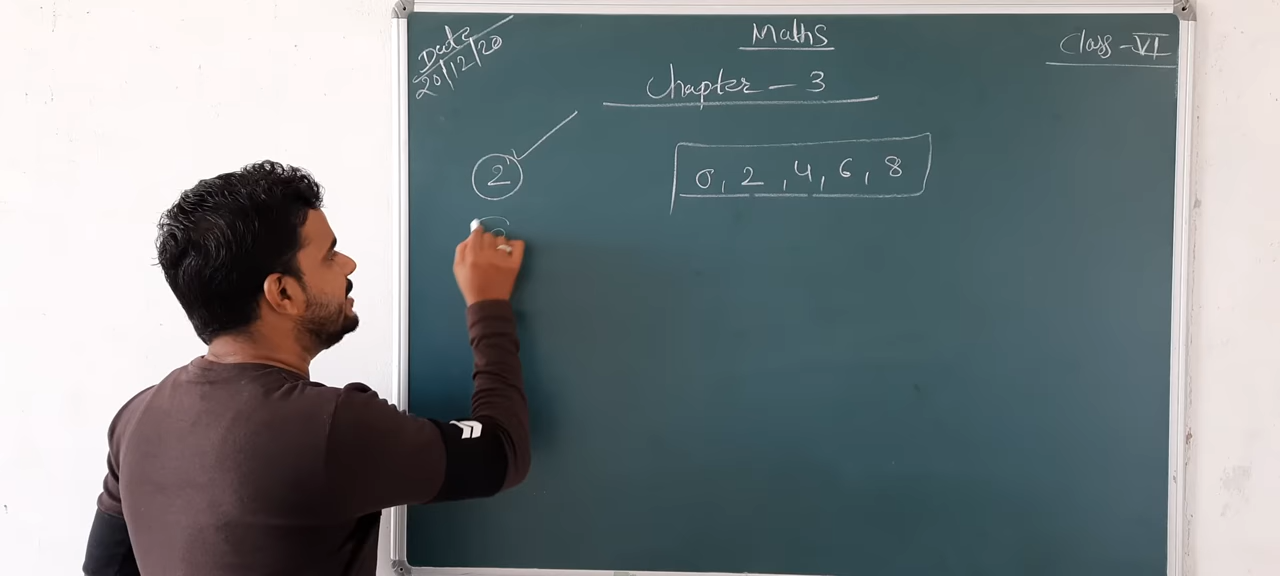 Date
20/12/20
Maths
Class - VI
Chapter - 3
2
0, 2, 4, 6, 8